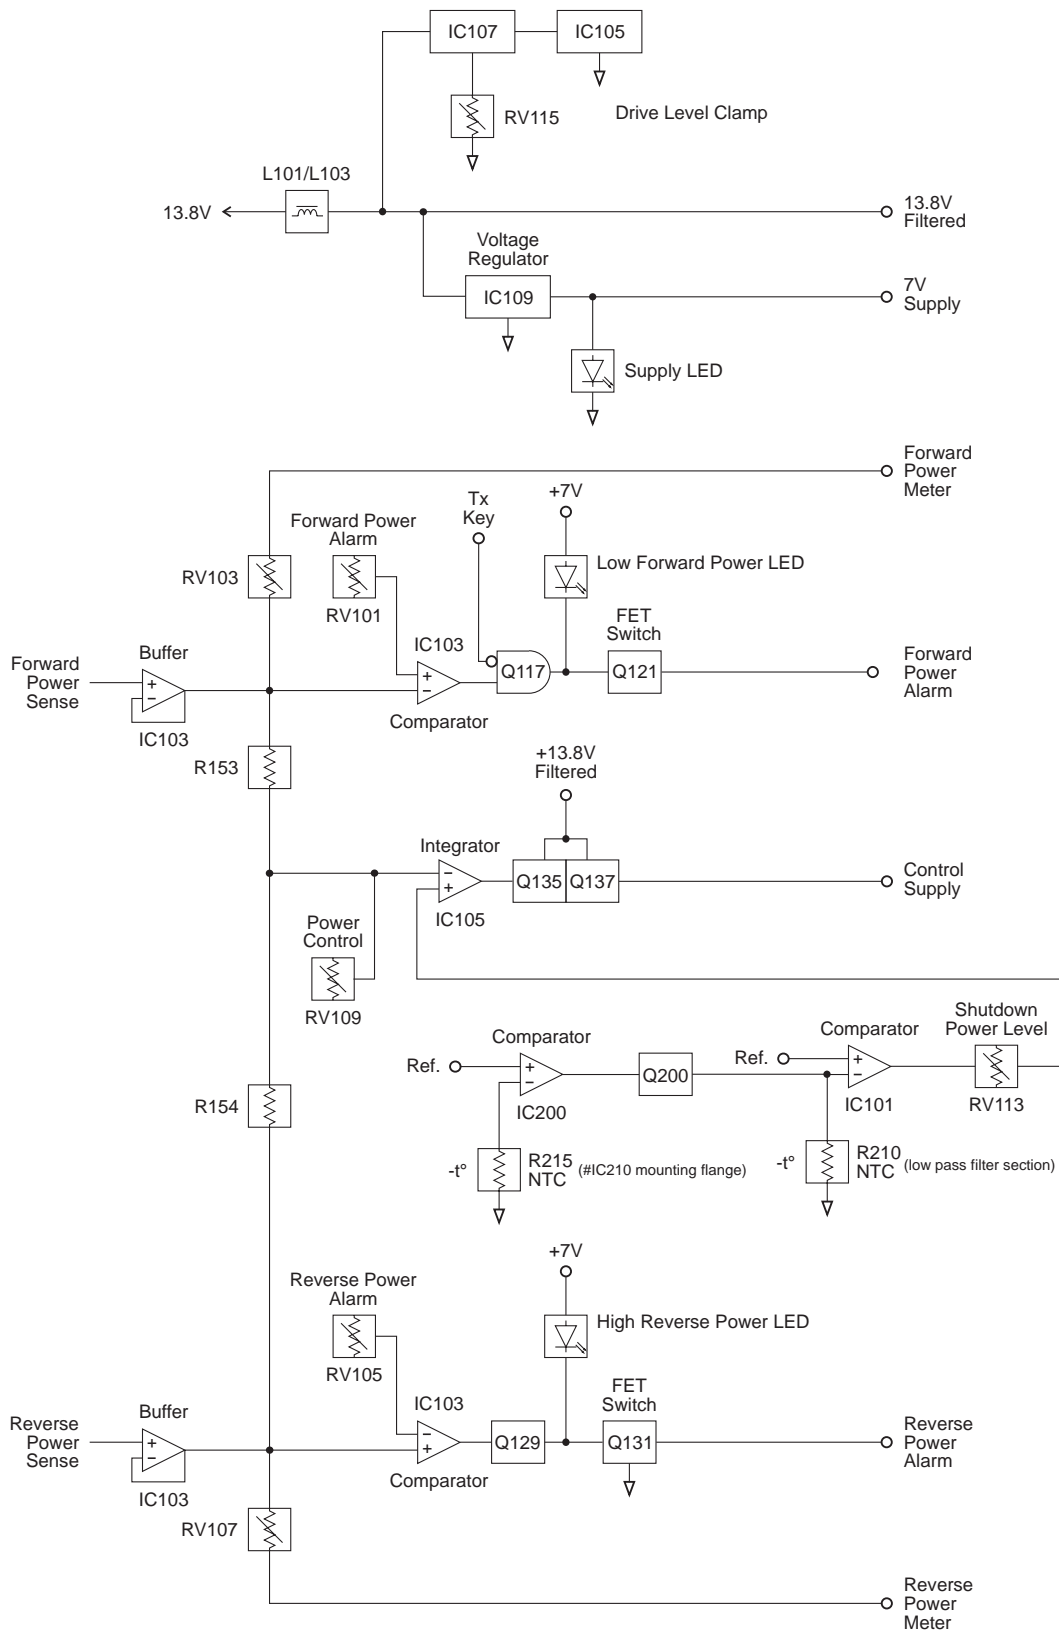 IC107
IC105
RV115
Drive Level Clamp
L101/L103
13.8V
13.8V
Filtered
Voltage
Regulator
IC109
7V
Supply
Supply LED
Forward
Power
Meter
Tx
Key
+7V
Forward Power
Alarm
RV103
RV101
Low Forward Power LED
IC103
FET
Switch
Forward
Power
Sense
Buffer
+
−
IC103
+
−
Comparator
Q117
Q121
Forward
Power
Alarm
R153
+13.8V
Filtered
Integrator
−
+
IC105
Q135
Q137
Control
Supply
Power
Control
RV109
Comparator
Ref.
+
−
IC200
Q200
Comparator
Ref.
+
−
IC101
Shutdown
Power Level
RV113
R154
-t°
R215
NTC (#IC210 mounting flange)
-t°
R210
NTC (low pass filter section)
+7V
Reverse Power
Alarm
RV105
High Reverse Power LED
IC103
FET
Switch
Reverse
Power
Sense
Buffer
+
−
IC103
−
+
Comparator
Q129
Q131
Reverse
Power
Alarm
RV107
Reverse
Power
Meter